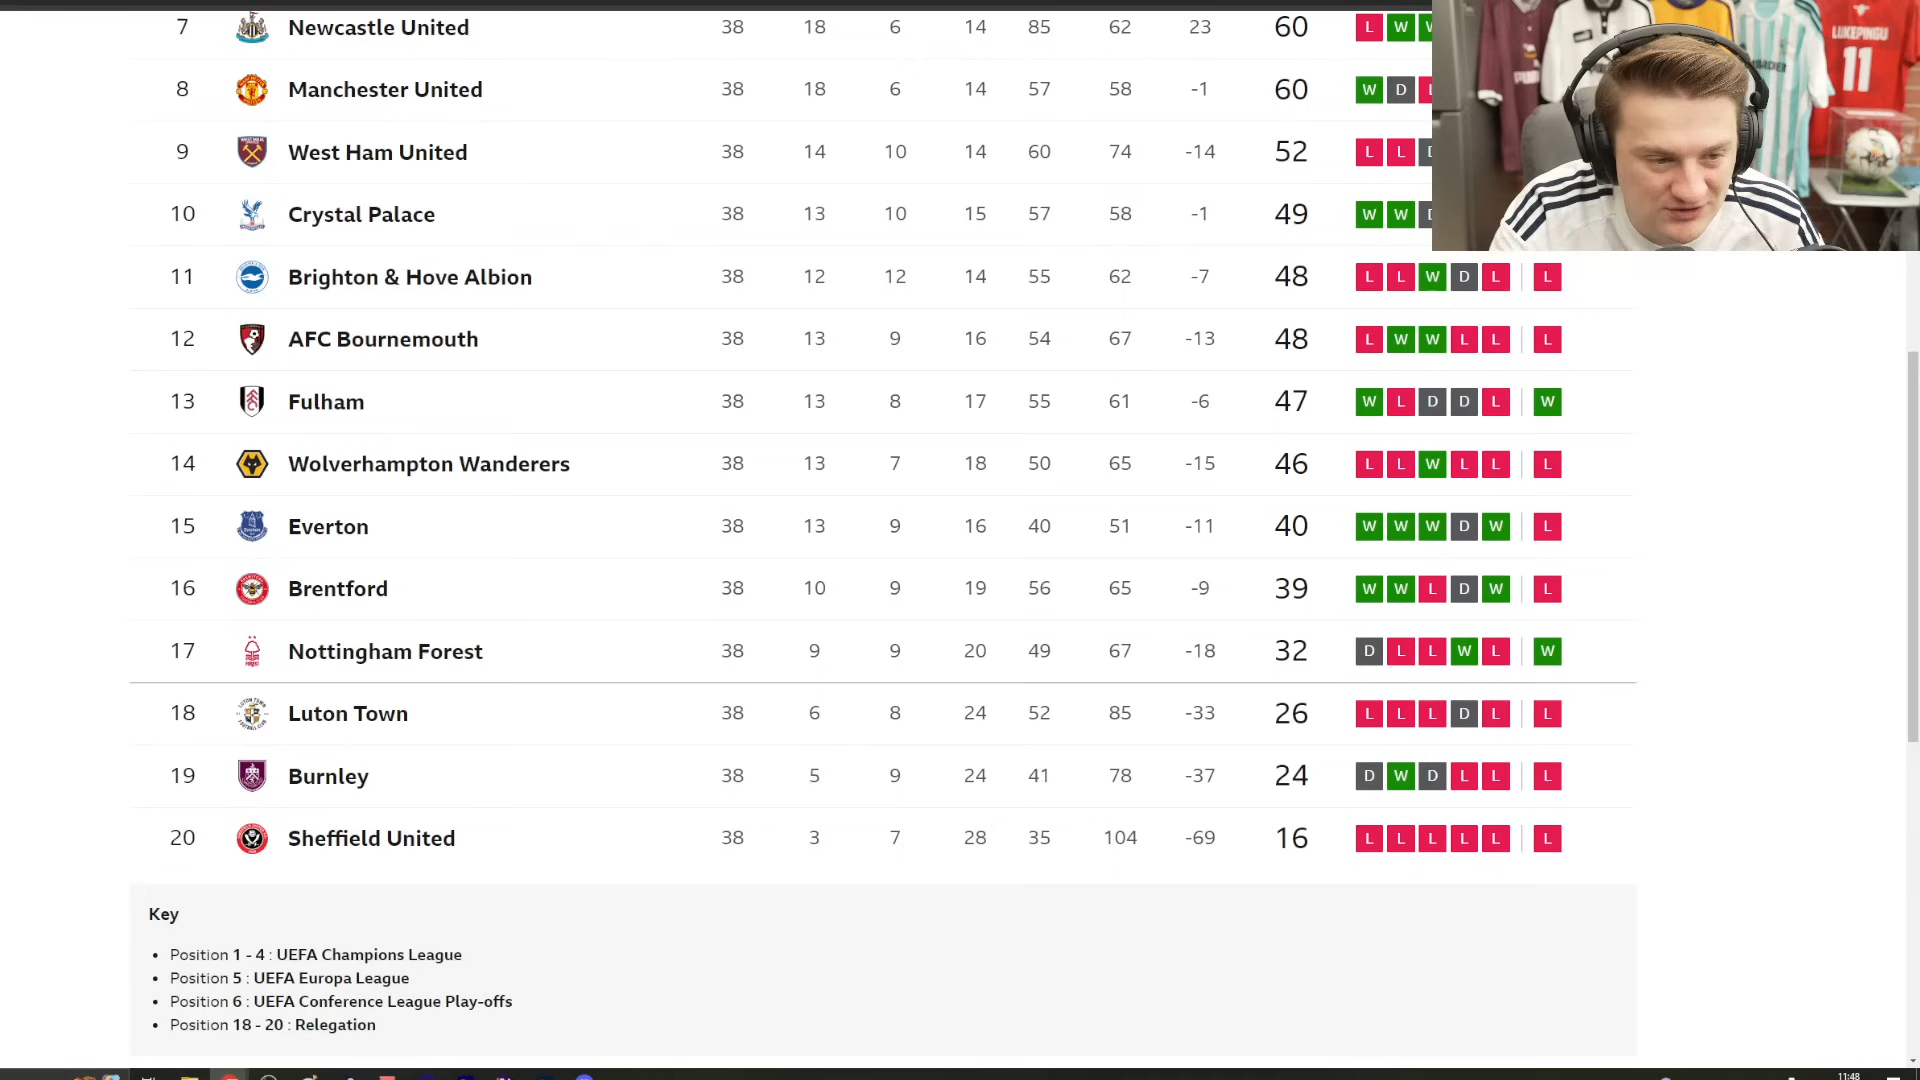 7 Newcastle United 38 18 6 14 85 62 23 60 L W W
8 Manchester United 38 18 6 14 57 58 -1 60 W D L
9 West Ham United 38 14 10 14 60 74 -14 52 L L D
10 Crystal Palace 38 13 10 15 57 58 -1 49 W W D
11 Brighton & Hove Albion 38 12 12 14 55 62 -7 48 L L W D L L
12 AFC Bournemouth 38 13 9 16 54 67 -13 48 L W W L L L
13 Fulham 38 13 8 17 55 61 -6 47 W L D D L W
14 Wolverhampton Wanderers 38 13 7 18 50 65 -15 46 L L W L L L
15 Everton 38 13 9 16 40 51 -11 40 W W W D W L
16 Brentford 38 10 9 19 56 65 -9 39 W W L D W L
17 Nottingham Forest 38 9 9 20 49 67 -18 32 D L L W L W
18 Luton Town 38 6 8 24 52 85 -33 26 L L L D L L
19 Burnley 38 5 9 24 41 78 -37 24 D W D L L L
20 Sheffield United 38 3 7 28 35 104 -69 16 L L L L L L
Key
• Position 1 - 4 : UEFA Champions League
• Position 5 : UEFA Europa League
• Position 6 : UEFA Conference League Play-offs
• Position 18 - 20 : Relegation
LUKEPINGU
11
11:48